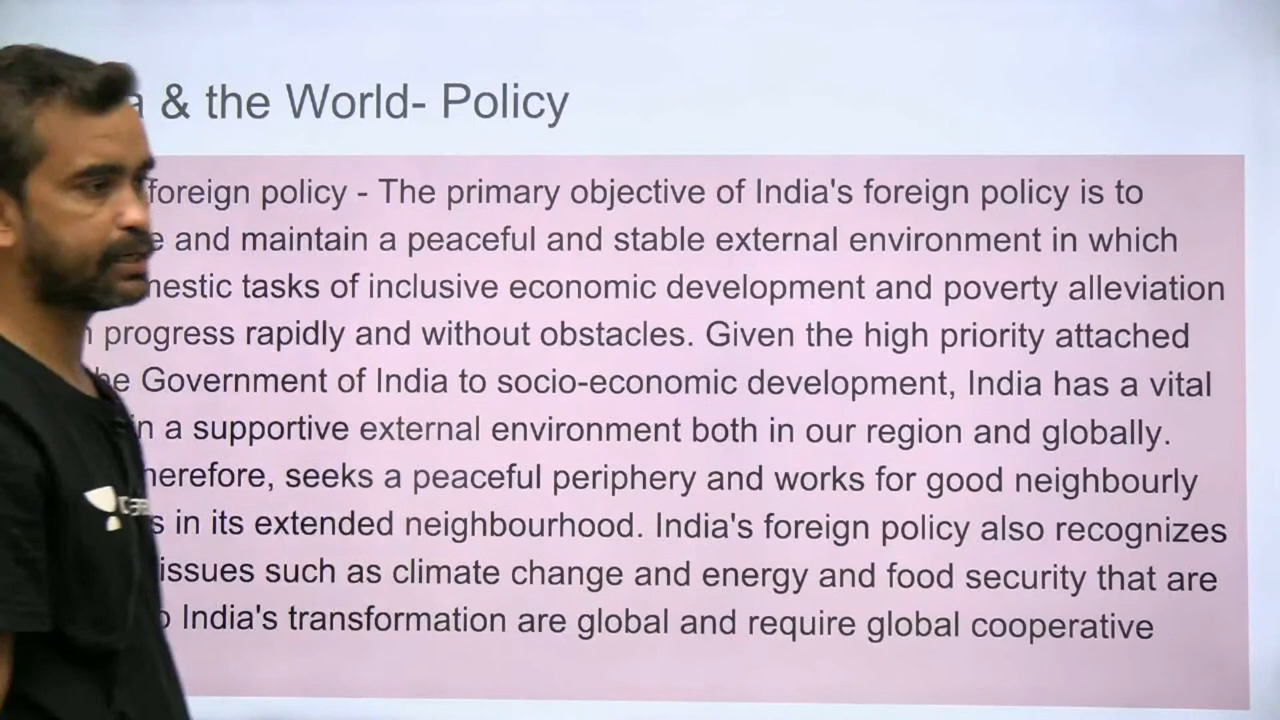 & the World- Policy
foreign policy - The primary objective of India's foreign policy is to
and maintain a peaceful and stable external environment in which
tasks of inclusive economic development and poverty alleviation
progress rapidly and without obstacles. Given the high priority attached
Government of India to socio-economic development, India has a vital
in a supportive external environment both in our region and globally.
seeks a peaceful periphery and works for good neighbourly
in its extended neighbourhood. India's foreign policy also recognizes
issues such as climate change and energy and food security that are
India's transformation are global and require global cooperative